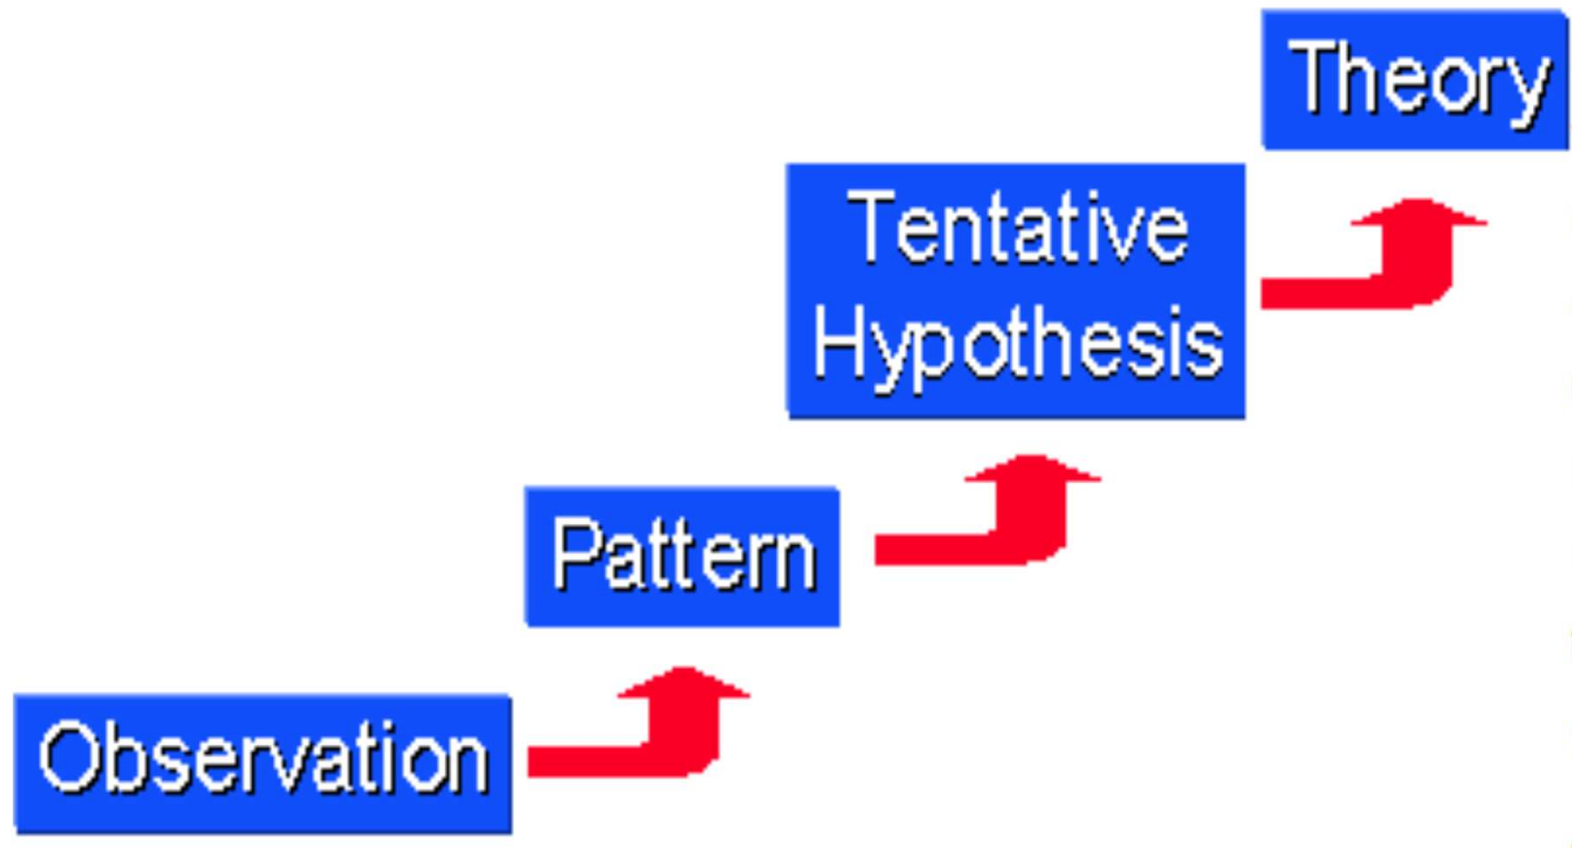 Theory
Tentative
Hypothesis
Pattern
Observation